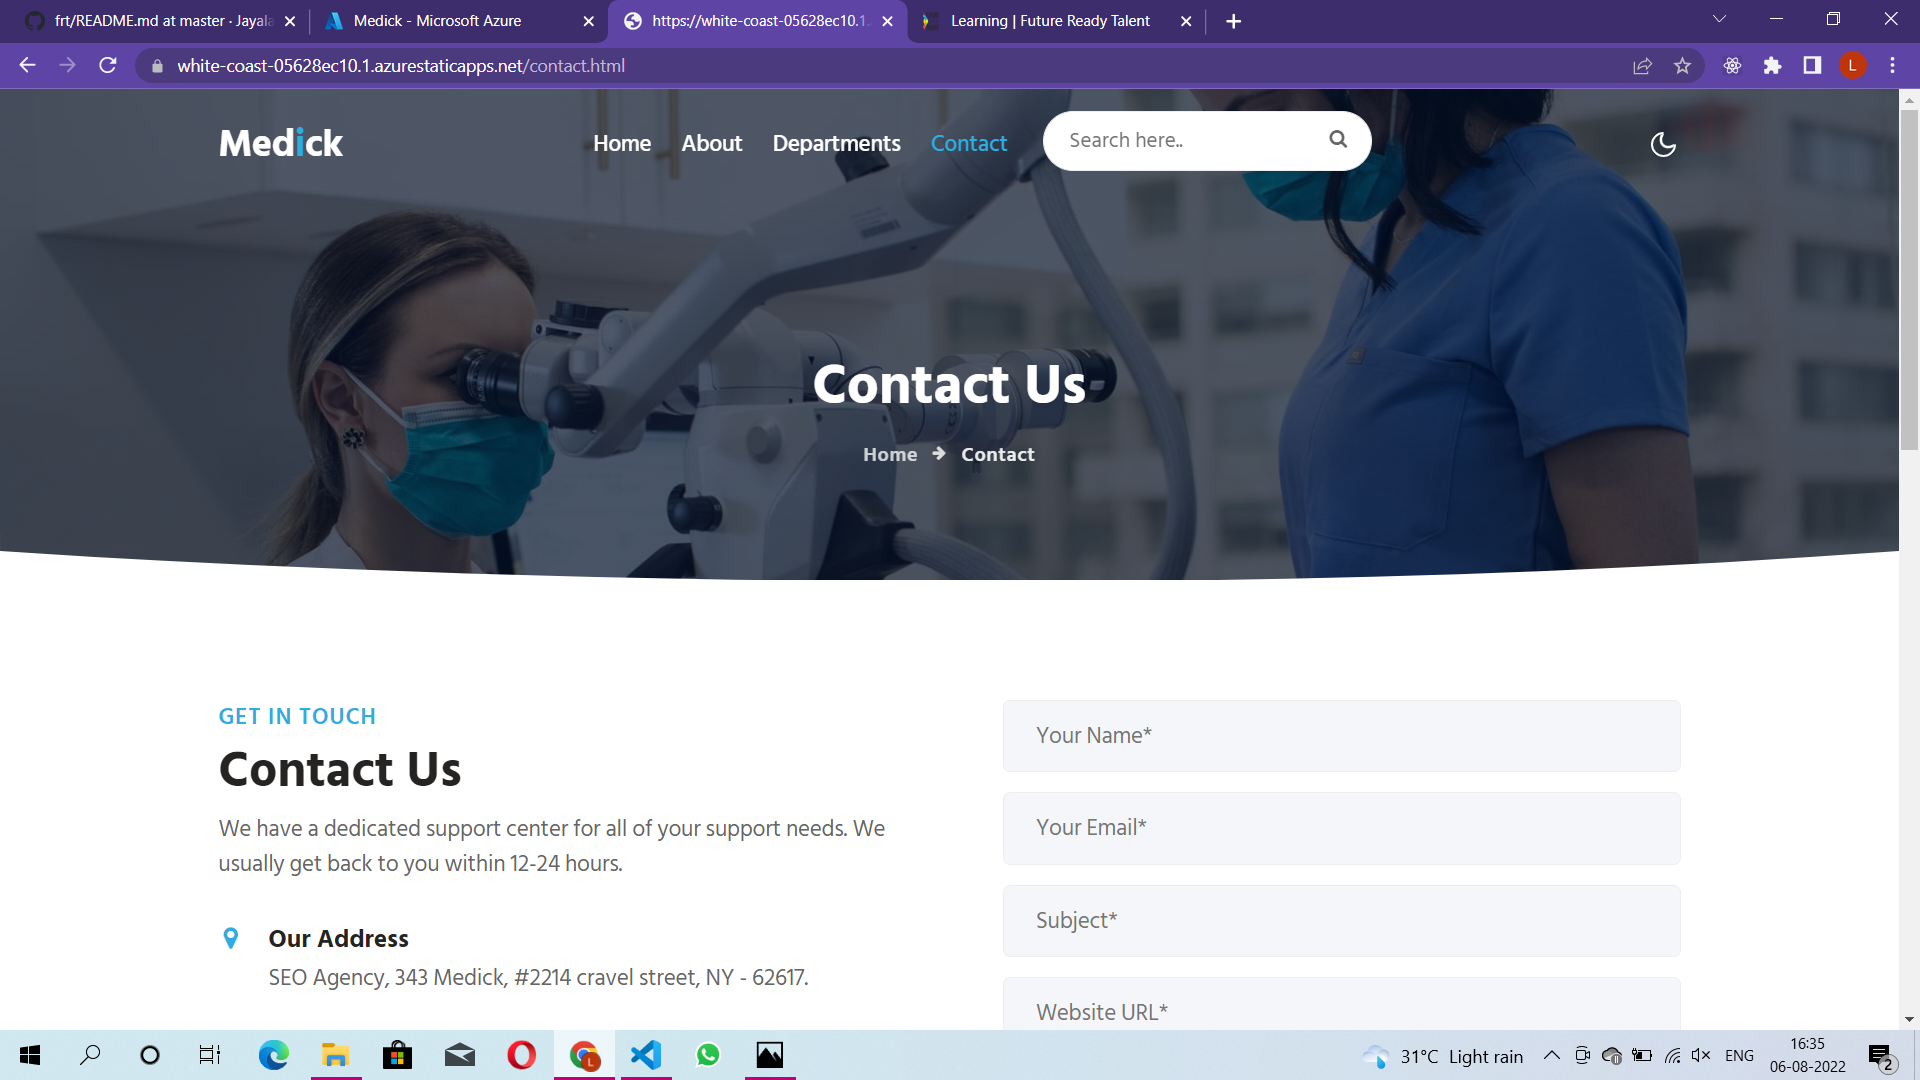 frt/README.md at master · Jayala
Medick - Microsoft Azure
https://white-coast-05628ec10.1.
Learning | Future Ready Talent
white-coast-05628ec10.1.azurestaticapps.net/contact.html
L
Medick
Home
About
Departments
Contact
Search here..
Contact Us
Home
Contact
GET IN TOUCH
Contact Us
We have a dedicated support center for all of your support needs. We
usually get back to you within 12-24 hours.
Our Address
SEO Agency, 343 Medick, #2214 cravel street, NY - 62617.
Your Name*
Your Email*
Subject*
Website URL*
L
31°C Light rain
ENG
16:35
06-08-2022
2